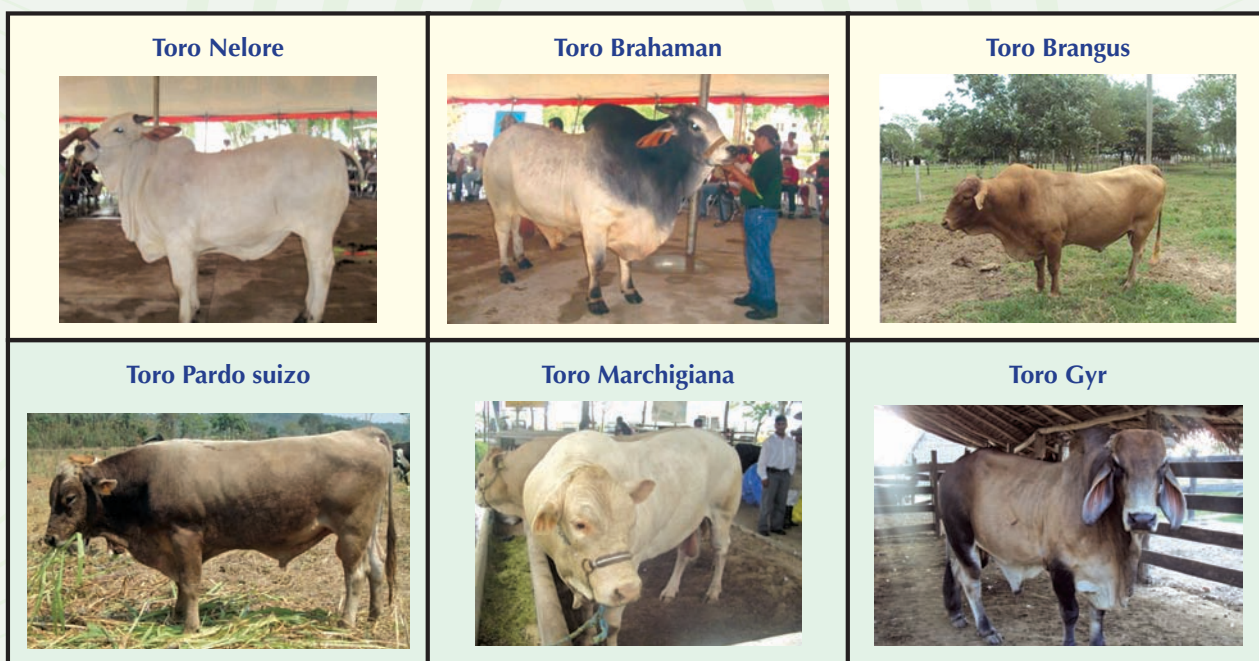 Toro Nelore
Toro Brahaman
Toro Brangus
Toro Pardo suizo
Toro Marchigiana
Toro Gyr